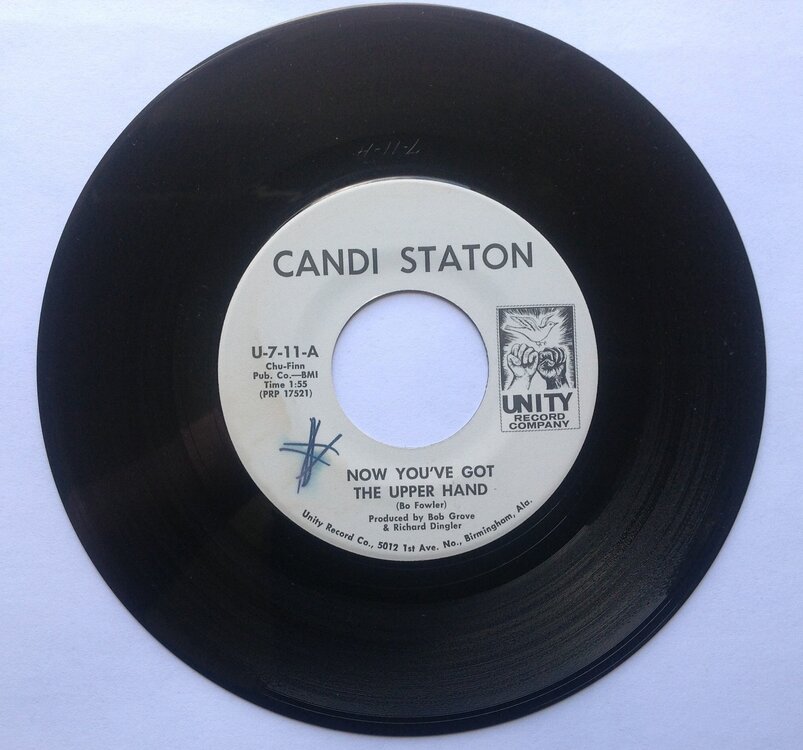 7-11-A
CANDI STATON
U-7-11-A
Chu-Finn
Pub. Co.—BMI
Time 1:55
(PRP 17521)
UNITY
RECORD
COMPANY
NOW YOU'VE GOT
THE UPPER HAND
(Bo Fowler)
Produced by Bob Grove
& Richard Dingler
Unity Record Co., 5012 1st Ave. No., Birmingham, Ala.